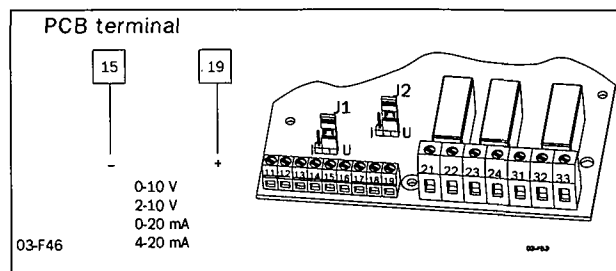 PCB terminal
15 19
– +
0-10 V
2-10 V
0-20 mA
4-20 mA
03-F46
J1 J2
I U
I U
11 12 13 14 15 16 17 18 19
21 22 23 24 31 32 33